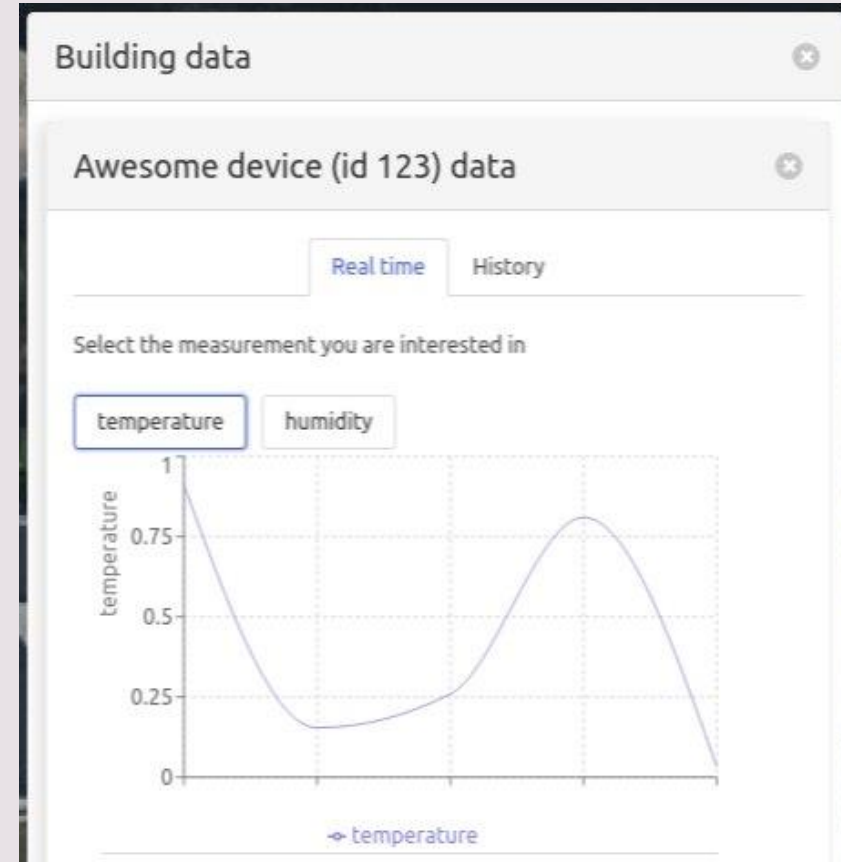 Building data
Awesome device (id 123) data
Real time History
Select the measurement you are interested in
temperature humidity
1
temperature
0.75
0.5
0.25
0
temperature